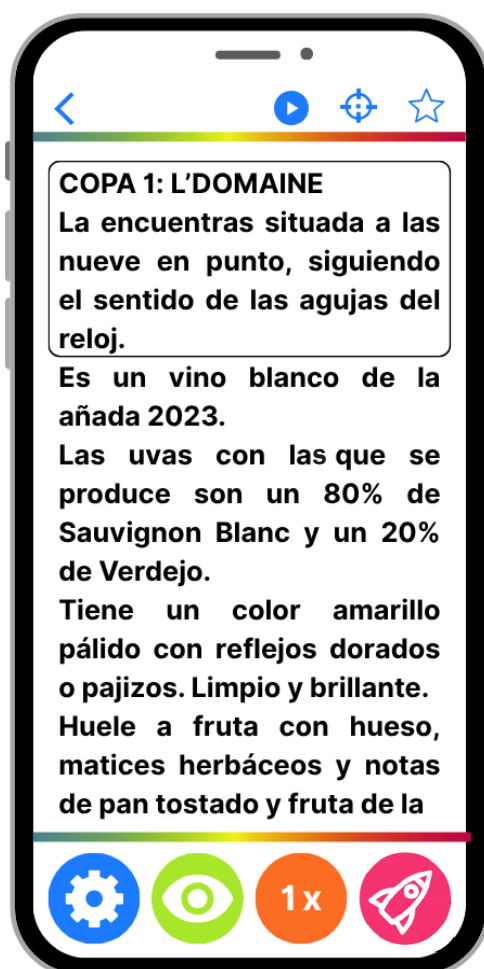 COPA 1: L’DOMAINE
La encuentras situada a las
nueve en punto, siguiendo
el sentido de las agujas del
reloj.
Es un vino blanco de la
añada 2023.
Las uvas con las que se
produce son un 80% de
Sauvignon Blanc y un 20%
de Verdejo.
Tiene un color amarillo
pálido con reflejos dorados
o pajizos. Limpio y brillante.
Huele a fruta con hueso,
matices herbáceos y notas
de pan tostado y fruta de la
1 x